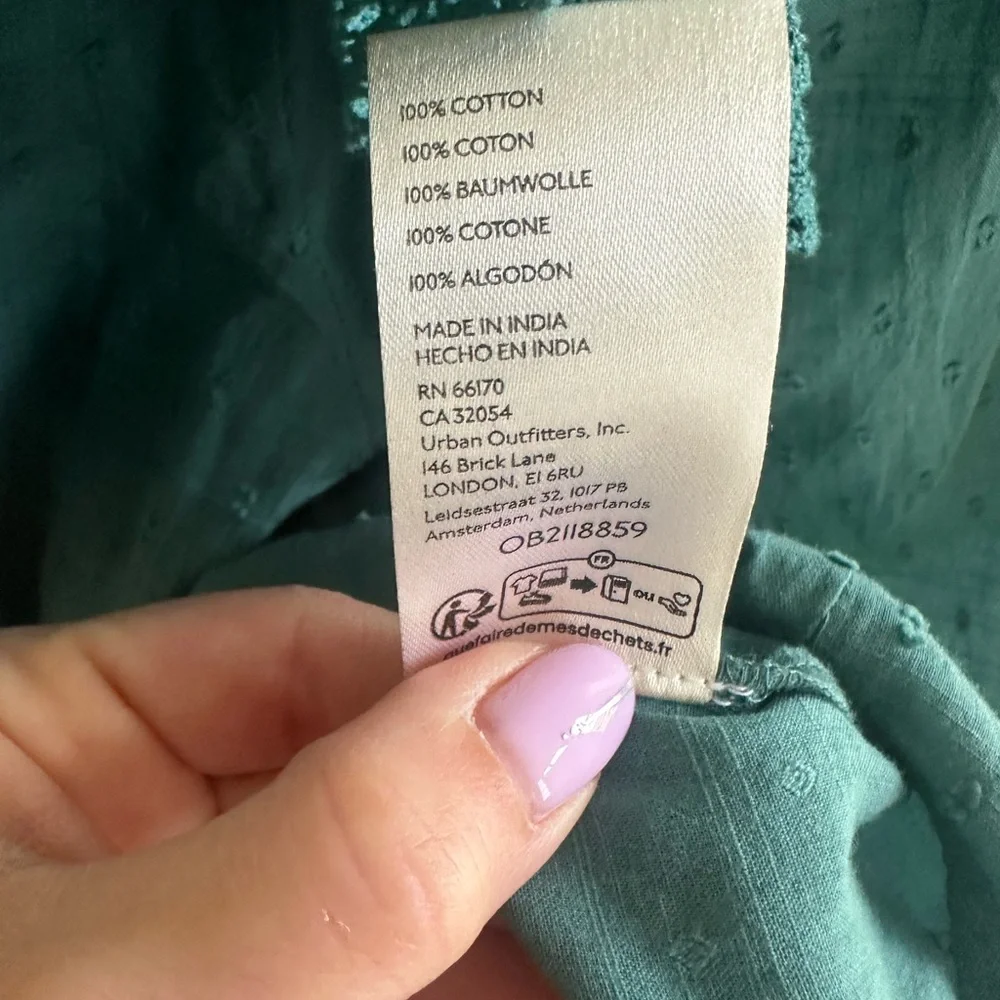 100% COTTON
100% COTON
100% BAUMWOLLE
100% COTONE
100% ALGODÓN
MADE IN INDIA
HECHO EN INDIA
RN 66170
CA 32054
Urban Outfitters, Inc.
146 Brick Lane
LONDON, E1 6RU
Leidsestraat 32, 1017 PB
Amsterdam, Netherlands
OB2118859
FR
ou
quefairedemesdechets.fr